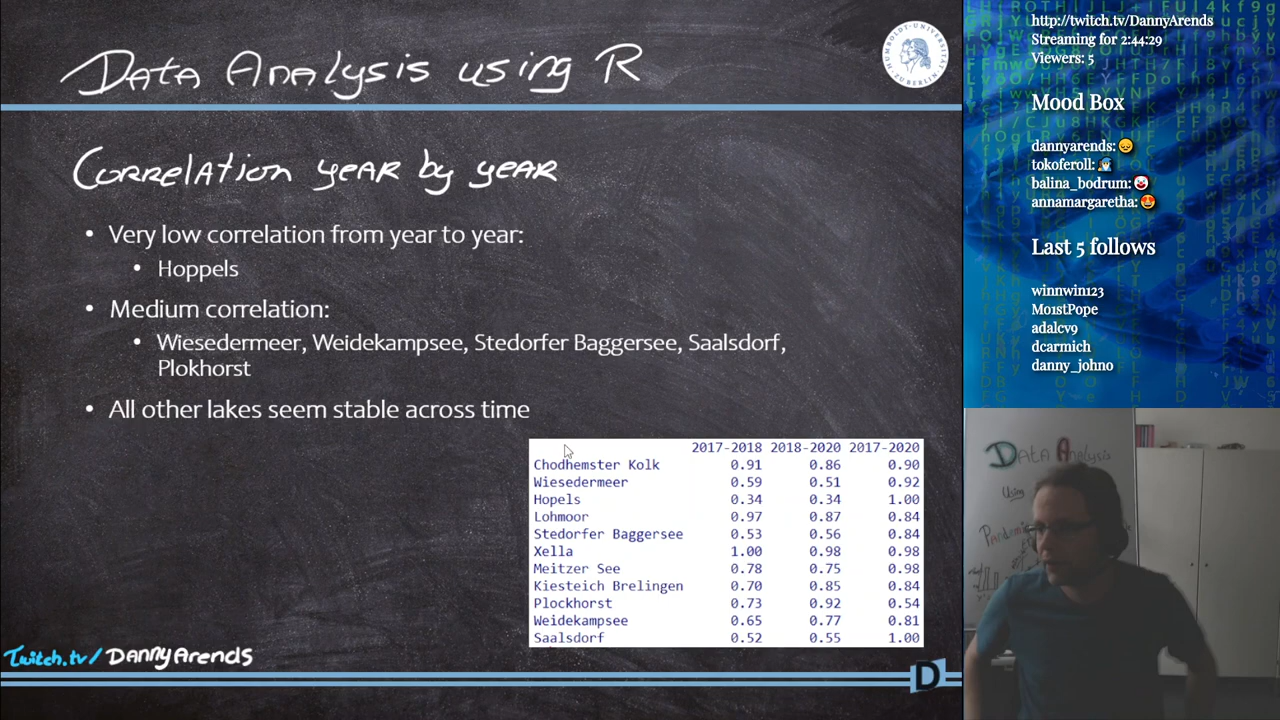 Data Analysis using R
Correlation year by year
• Very low correlation from year to year:
• Hoppels
• Medium correlation:
• Wiesedermeer, Weidekampsee, Stedorfer Baggersee, Saalsdorf,
Plokhorst
• All other lakes seem stable across time
2017-2018 2018-2020 2017-2020
Chodhemster Kolk 0.91 0.86 0.90
Wiesedermeer 0.59 0.51 0.92
Hopels 0.34 0.34 1.00
Lohmoor 0.97 0.87 0.84
Stedorfer Baggersee 0.53 0.56 0.84
Xella 1.00 0.98 0.98
Meitzer See 0.78 0.75 0.98
Kiesteich Brelingen 0.70 0.85 0.84
Plockhorst 0.73 0.92 0.54
Weidekampsee 0.65 0.77 0.81
Saalsdorf 0.52 0.55 1.00
Twitch.tv/DannyArends
D
http://twitch.tv/DannyArends
Streaming for 2:44:29
Viewers: 5
Mood Box
dannyarends: 😞
tokoferoll:
balina_bodrum: 🤡
annamargaretha: 😍
Last 5 follows
winnwin123
Mo1stPope
adalcv9
dcarmich
danny_johno
Data Analysis
Using